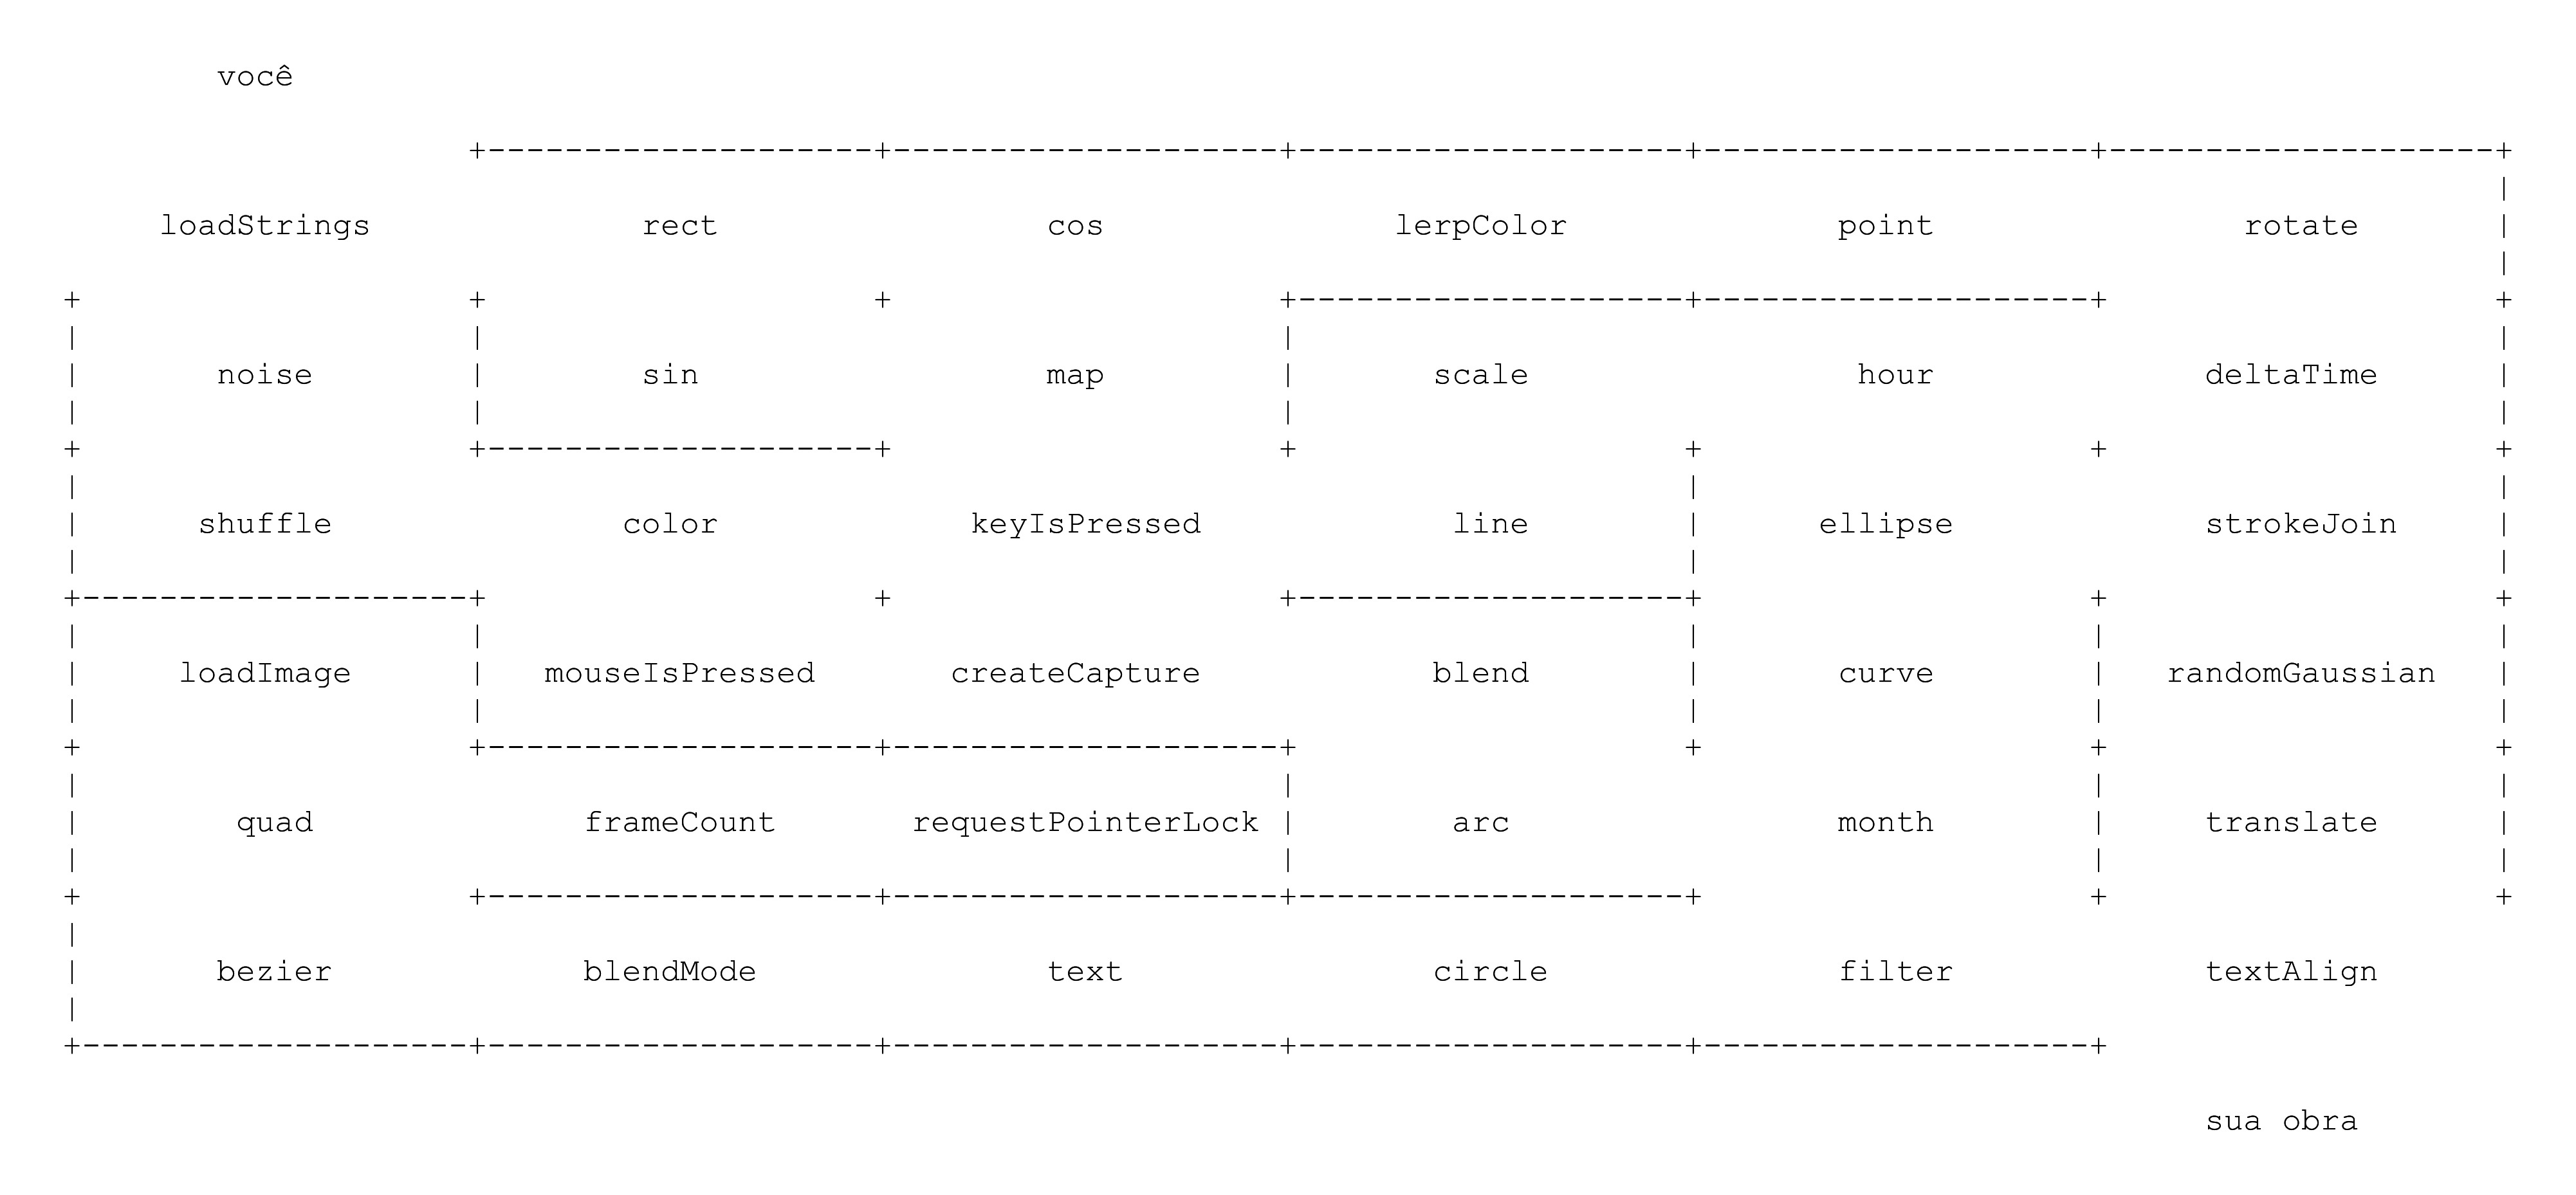 você
loadStrings rect cos lerpColor point rotate
noise sin map scale hour deltaTime
shuffle color keyIsPressed line ellipse strokeJoin
loadImage mouseIsPressed createCapture blend curve randomGaussian
quad frameCount requestPointerLock arc month translate
bezier blendMode text circle filter textAlign
sua obra